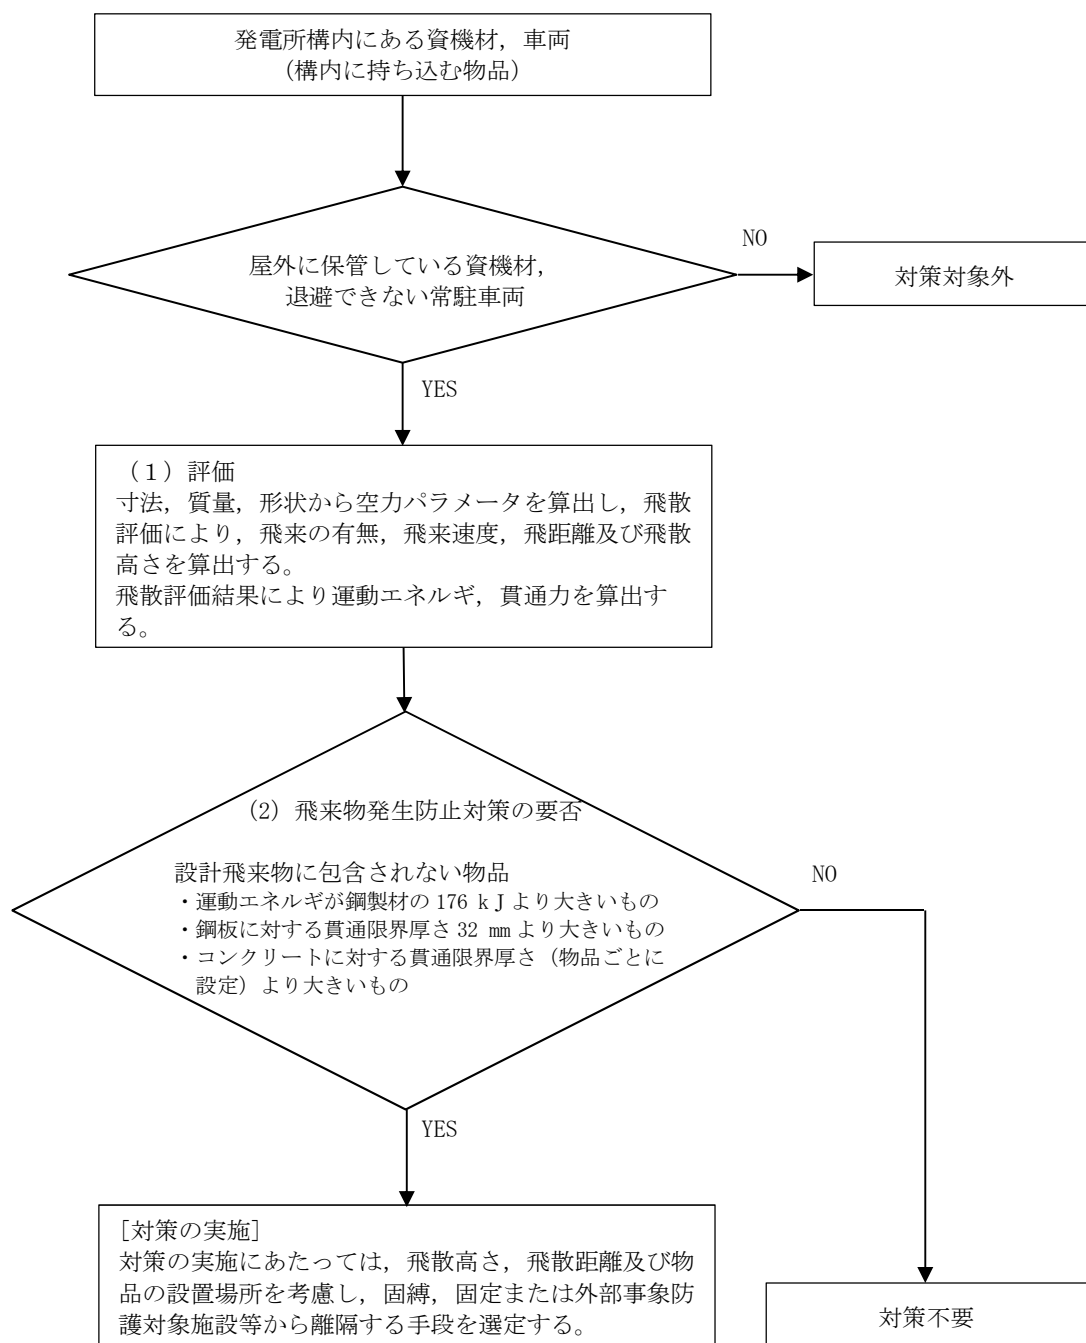 発電所構内にある資機材，車両
（構内に持ち込む物品）
屋外に保管している資機材，
退避できない常駐車両
NO
対策対象外
YES
（１）評価
寸法，質量，形状から空力パラメータを算出し，飛散
評価により，飛来の有無，飛来速度，飛距離及び飛散
高さを算出する。
飛散評価結果により運動エネルギ，貫通力を算出す
る。
(2) 飛来物発生防止対策の要否
設計飛来物に包含されない物品
・運動エネルギが鋼製材の 176 kＪより大きいもの
・鋼板に対する貫通限界厚さ 32 mm より大きいもの
・コンクリートに対する貫通限界厚さ（物品ごとに
設定）より大きいもの
NO
YES
[対策の実施]
対策の実施にあたっては，飛散高さ，飛散距離及び物
品の設置場所を考慮し，固縛，固定または外部事象防
護対象施設等から離隔する手段を選定する。
対策不要